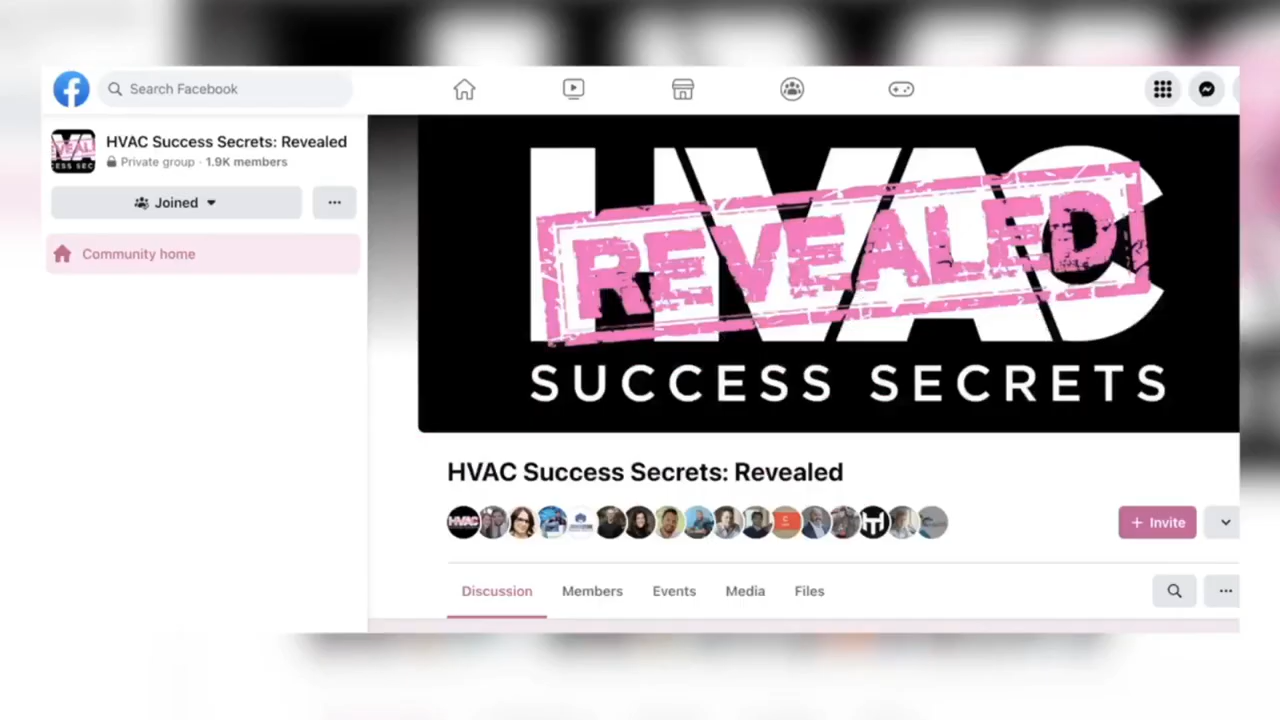 Search Facebook
HVAC Success Secrets: Revealed
Private group · 1.9K members
Joined
Community home
HVAC
REVEALED
SUCCESS SECRETS
HVAC Success Secrets: Revealed
HVAC
+ Invite
Discussion Members Events Media Files